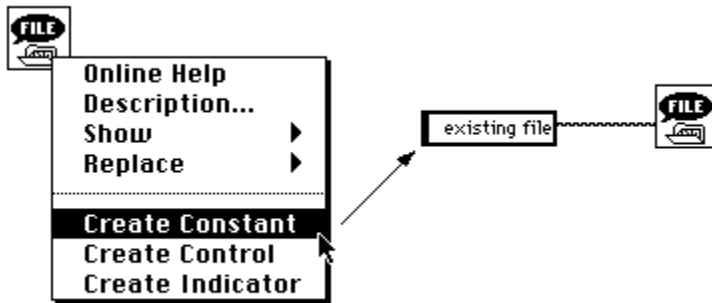 FILE
Online Help
Description...
Show
Replace
Create Constant
Create Control
Create Indicator
existing file
FILE